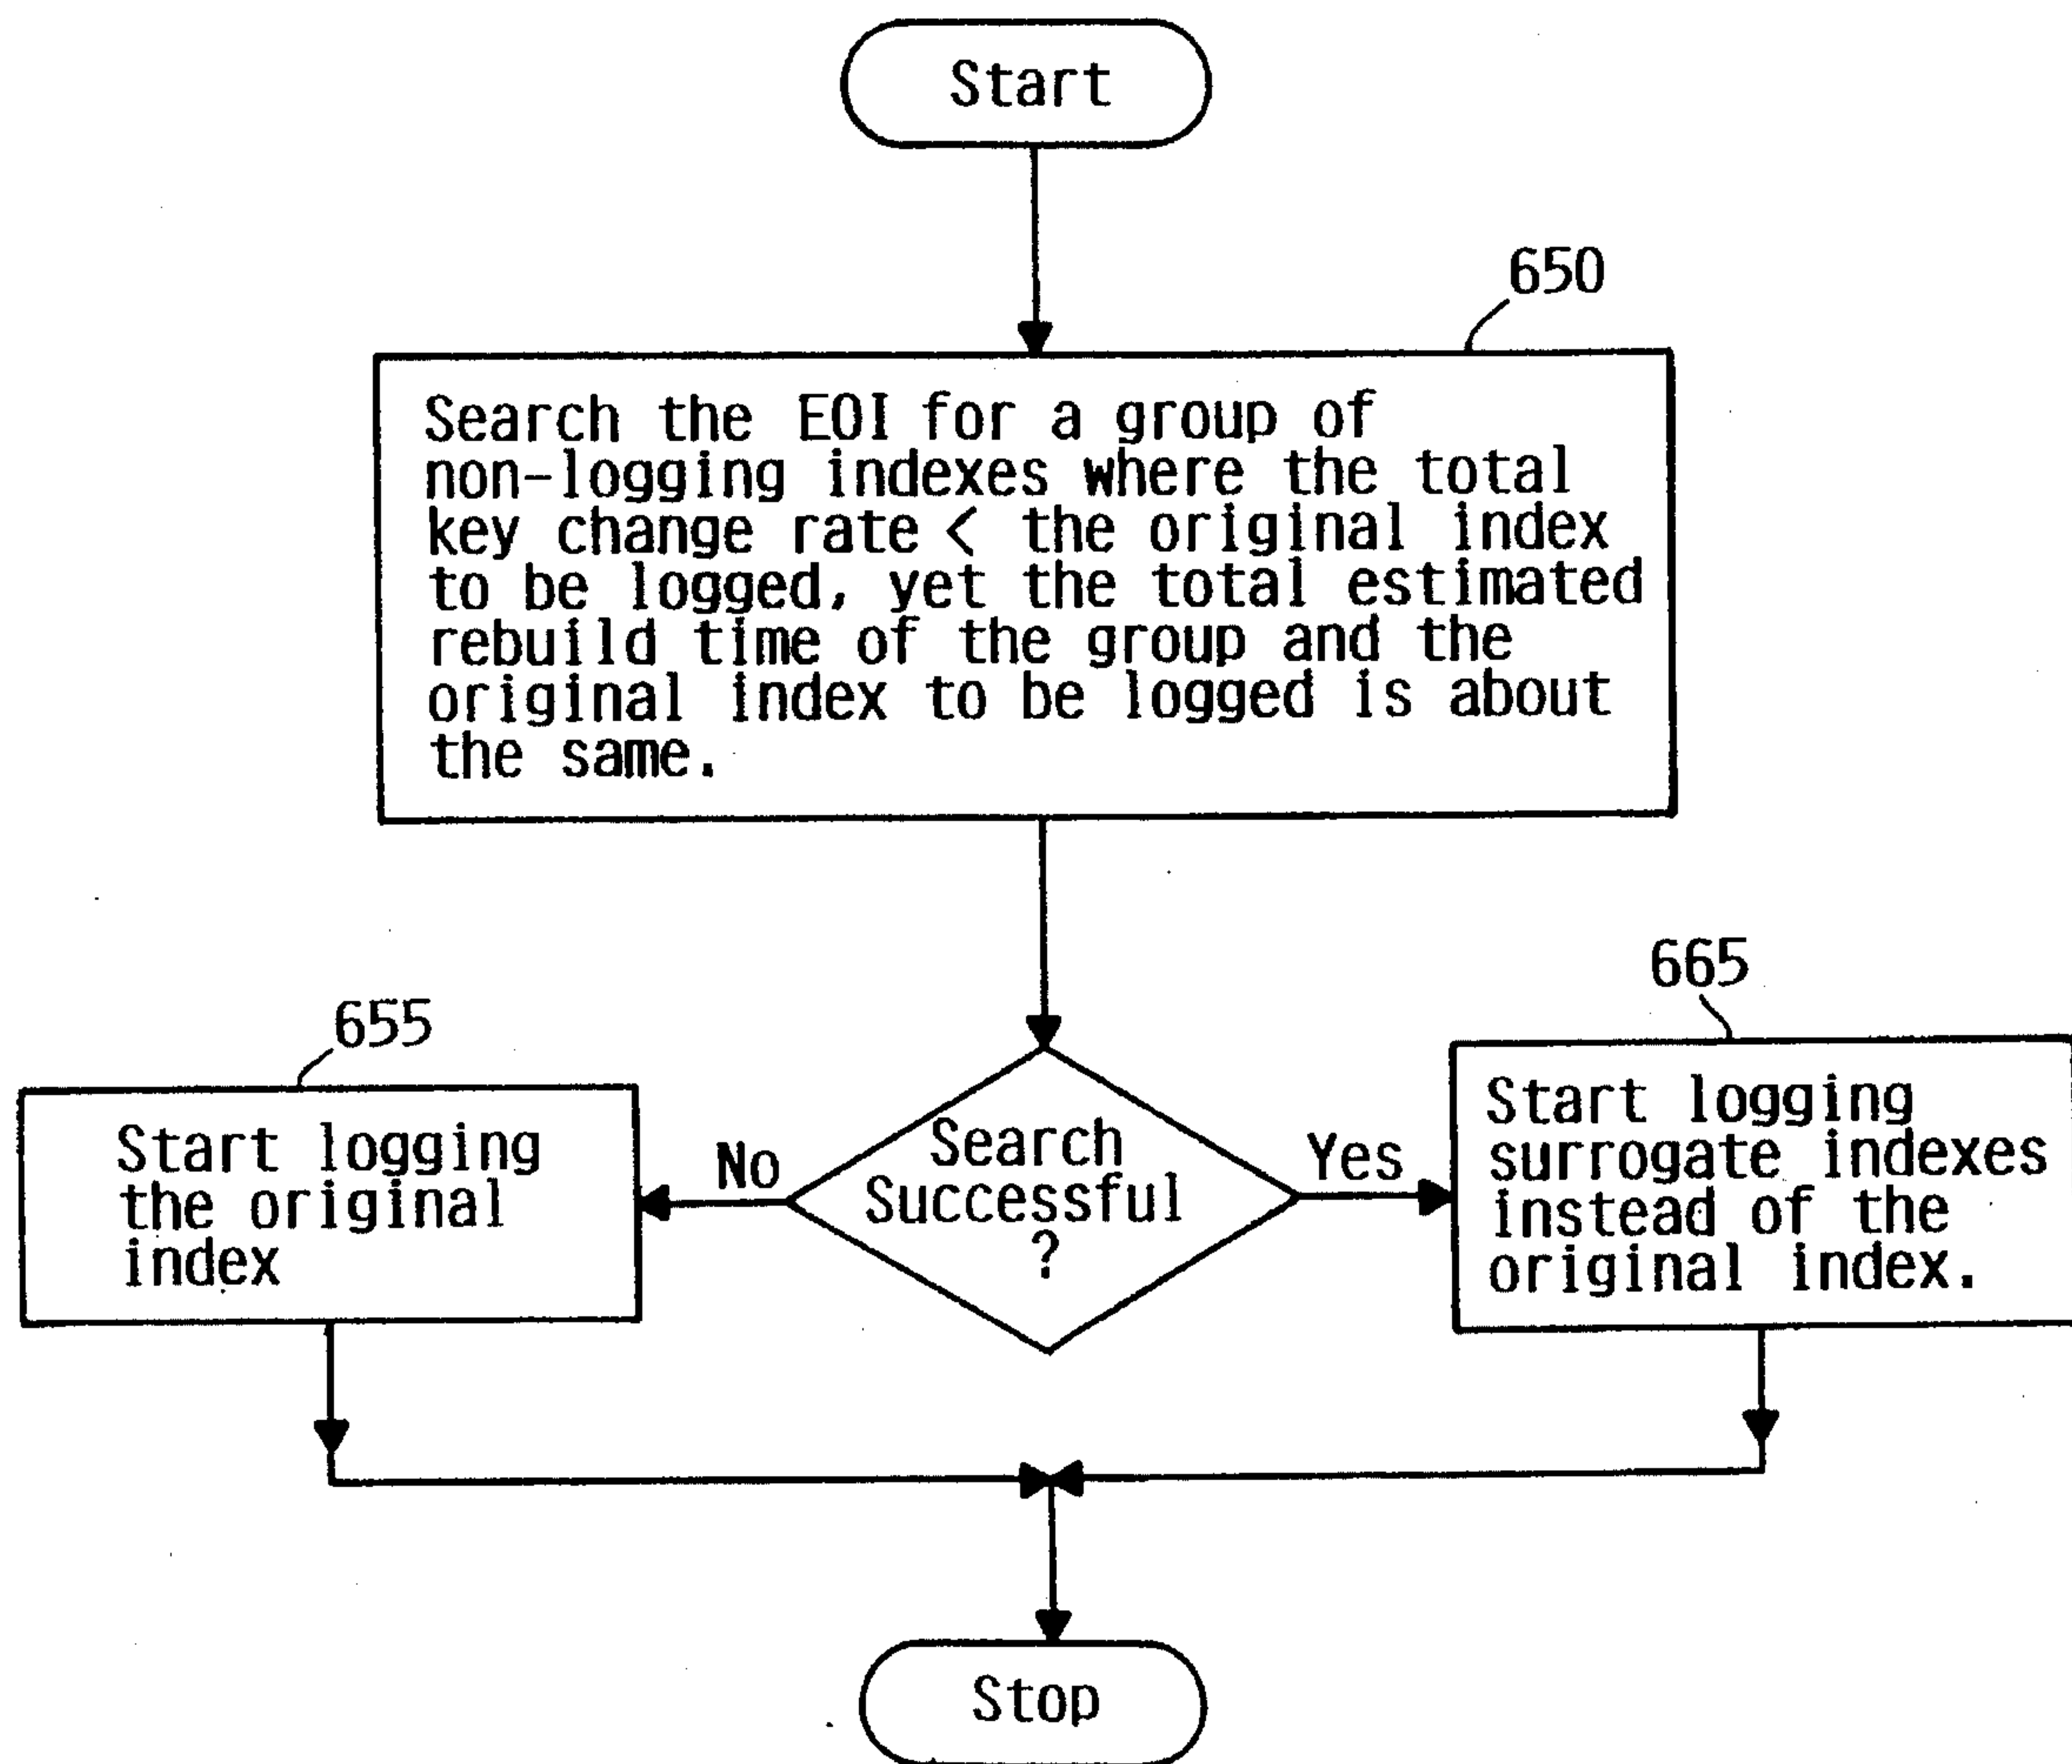 Start
650
Search the EOI for a group of
non-logging indexes where the total
key change rate < the original index
to be logged, yet the total estimated
rebuild time of the group and the
original index to be logged is about
the same.
655
665
Start logging
the original
index
No
Search
Successful
?
Yes
Start logging
surrogate indexes
instead of the
original index.
Stop